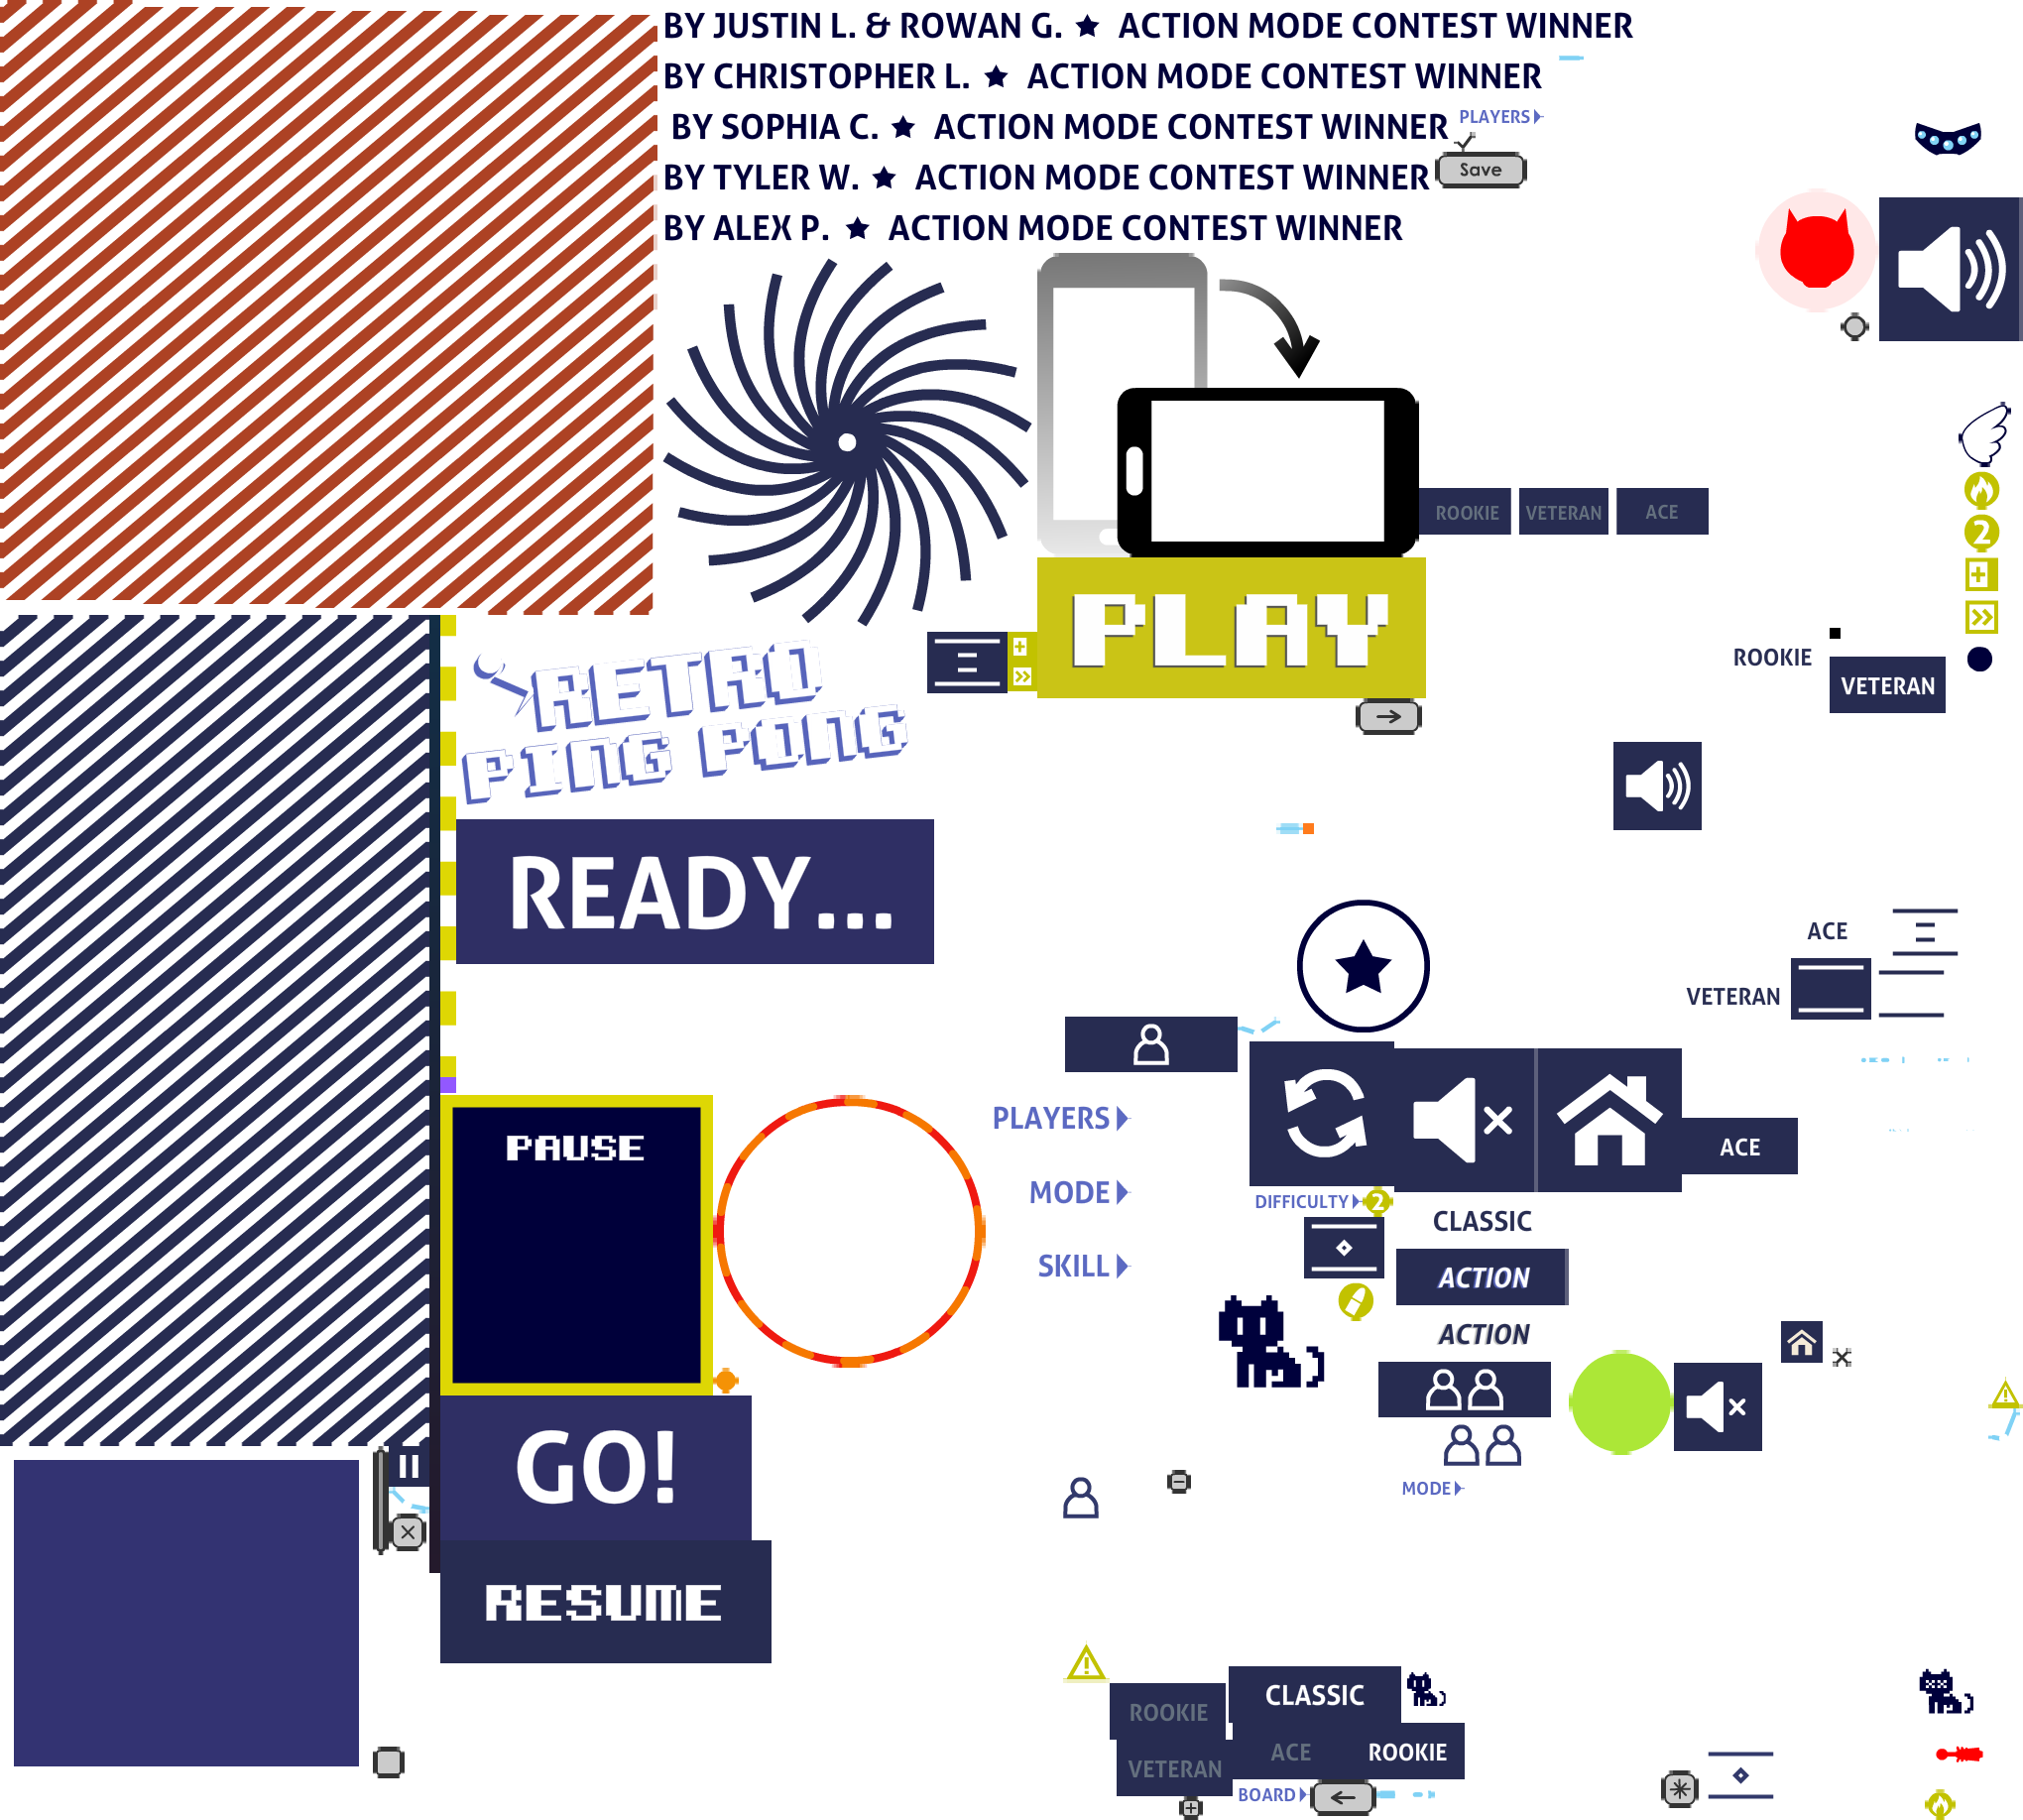 BY JUSTIN L. & ROWAN G. ★ ACTION MODE CONTEST WINNER
BY CHRISTOPHER L. ★ ACTION MODE CONTEST WINNER
BY SOPHIA C. ★ ACTION MODE CONTEST WINNER
PLAYERS
BY TYLER W. ★ ACTION MODE CONTEST WINNER
Save
BY ALEX P. ★ ACTION MODE CONTEST WINNER
ROOKIE
VETERAN
ACE
2
PLAY
RETRO
PING PONG
ROOKIE
VETERAN
READY...
ACE
VETERAN
PLAYERS
MODE
SKILL
PAUSE
ACE
DIFFICULTY
2
CLASSIC
ACTION
ACTION
MODE
GO!
RESUME
CLASSIC
ROOKIE
ACE
ROOKIE
VETERAN
BOARD